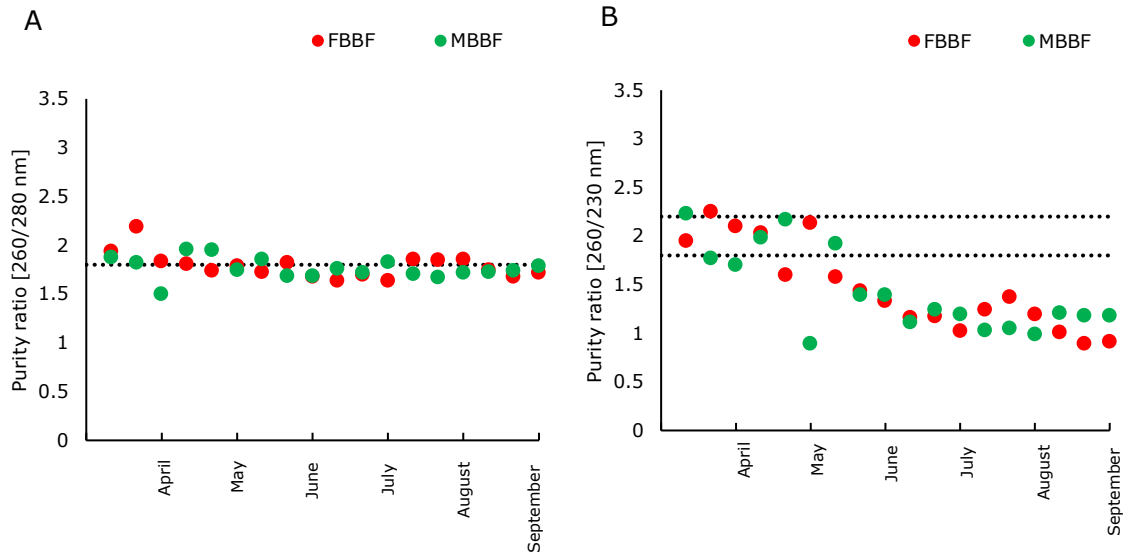 A
FBBF MBBF
Purity ratio [260/280 nm]
3.5
3
2.5
2
1.5
1
0.5
0
April
May
June
July
August
September
B
FBBF MBBF
Purity ratio [260/230 nm]
3.5
3
2.5
2
1.5
1
0.5
0
April
May
June
July
August
September